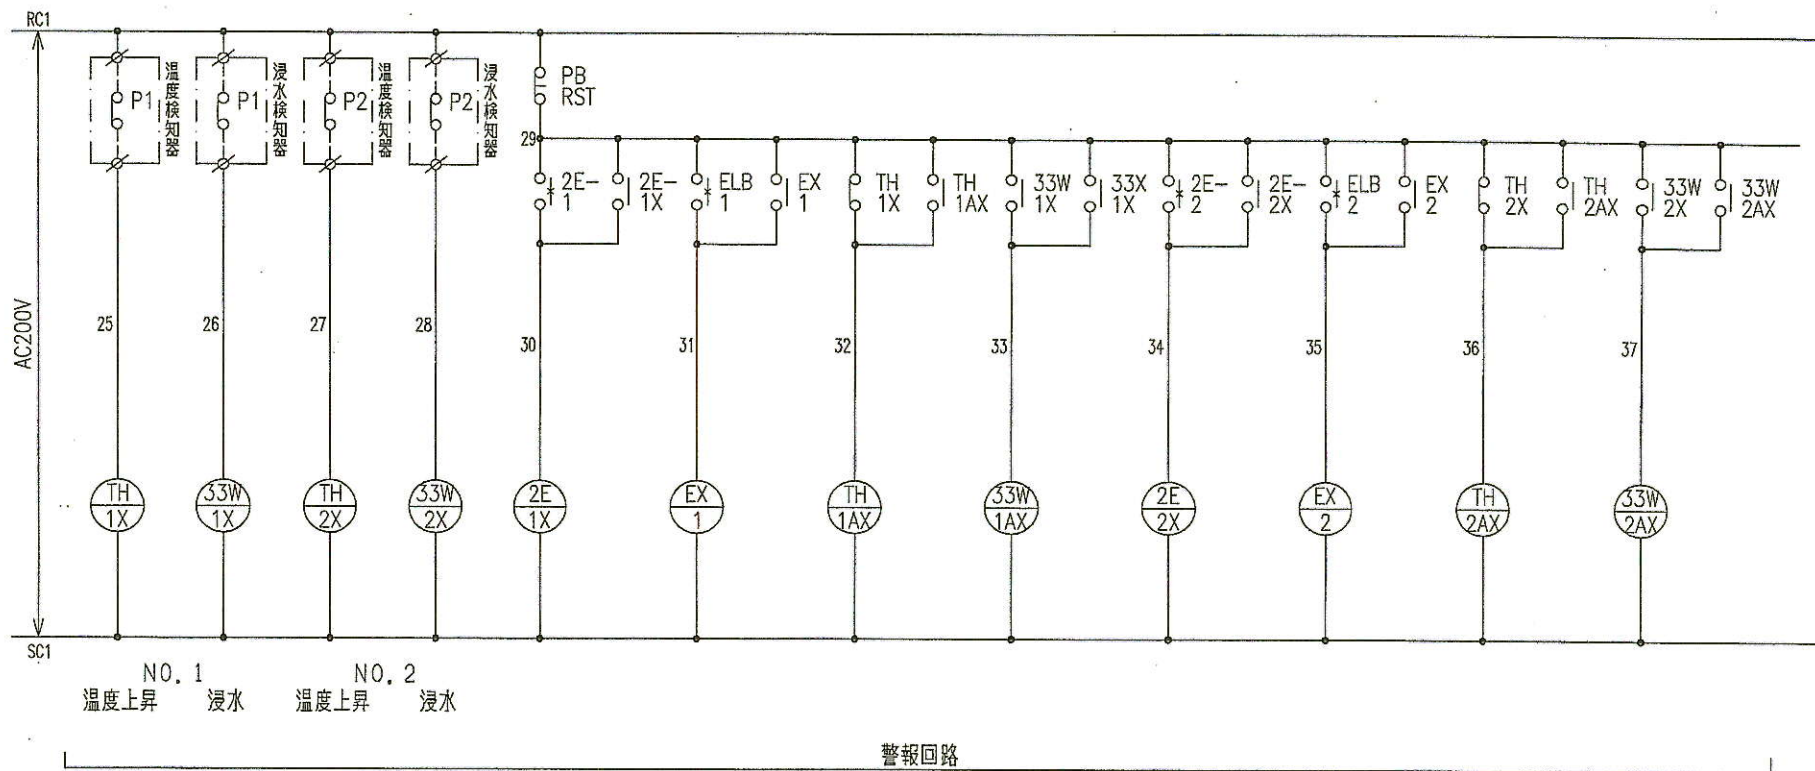 RC1
温度検知器
浸水検知器
温度検知器
浸水検知器
P1
P1
P2
P2
PB
RST
29
2E-
1
2E-
1X
ELB
1
EX
1
TH
1X
TH
1AX
33W
1X
33X
1X
2E-
2
2E-
2X
ELB
2
EX
2
TH
2X
TH
2AX
33W
2X
33W
2AX
AC200V
25
26
27
28
30
31
32
33
34
35
36
37
TH
1X
33W
1X
TH
2X
33W
2X
2E
1X
EX
1
TH
1AX
33W
1AX
2E
2X
EX
2
TH
2AX
33W
2AX
SC1
NO.1
NO.2
温度上昇
浸水
温度上昇
浸水
警報回路